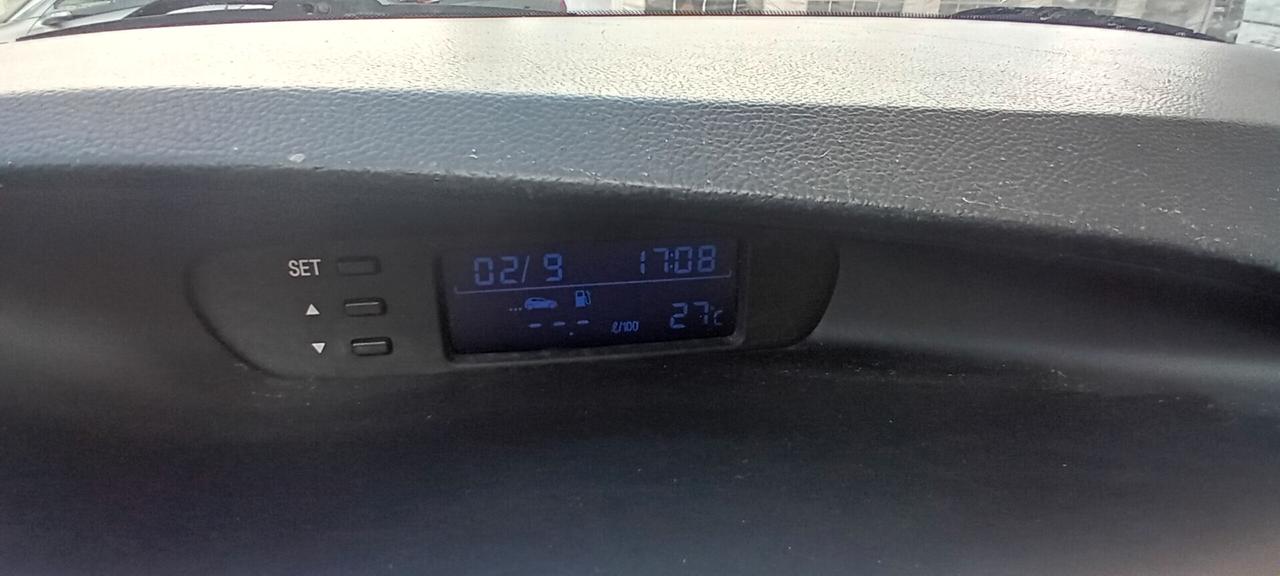 SET
▲
▼
02/ 9 17:08
--.- ℓ/100
27°c